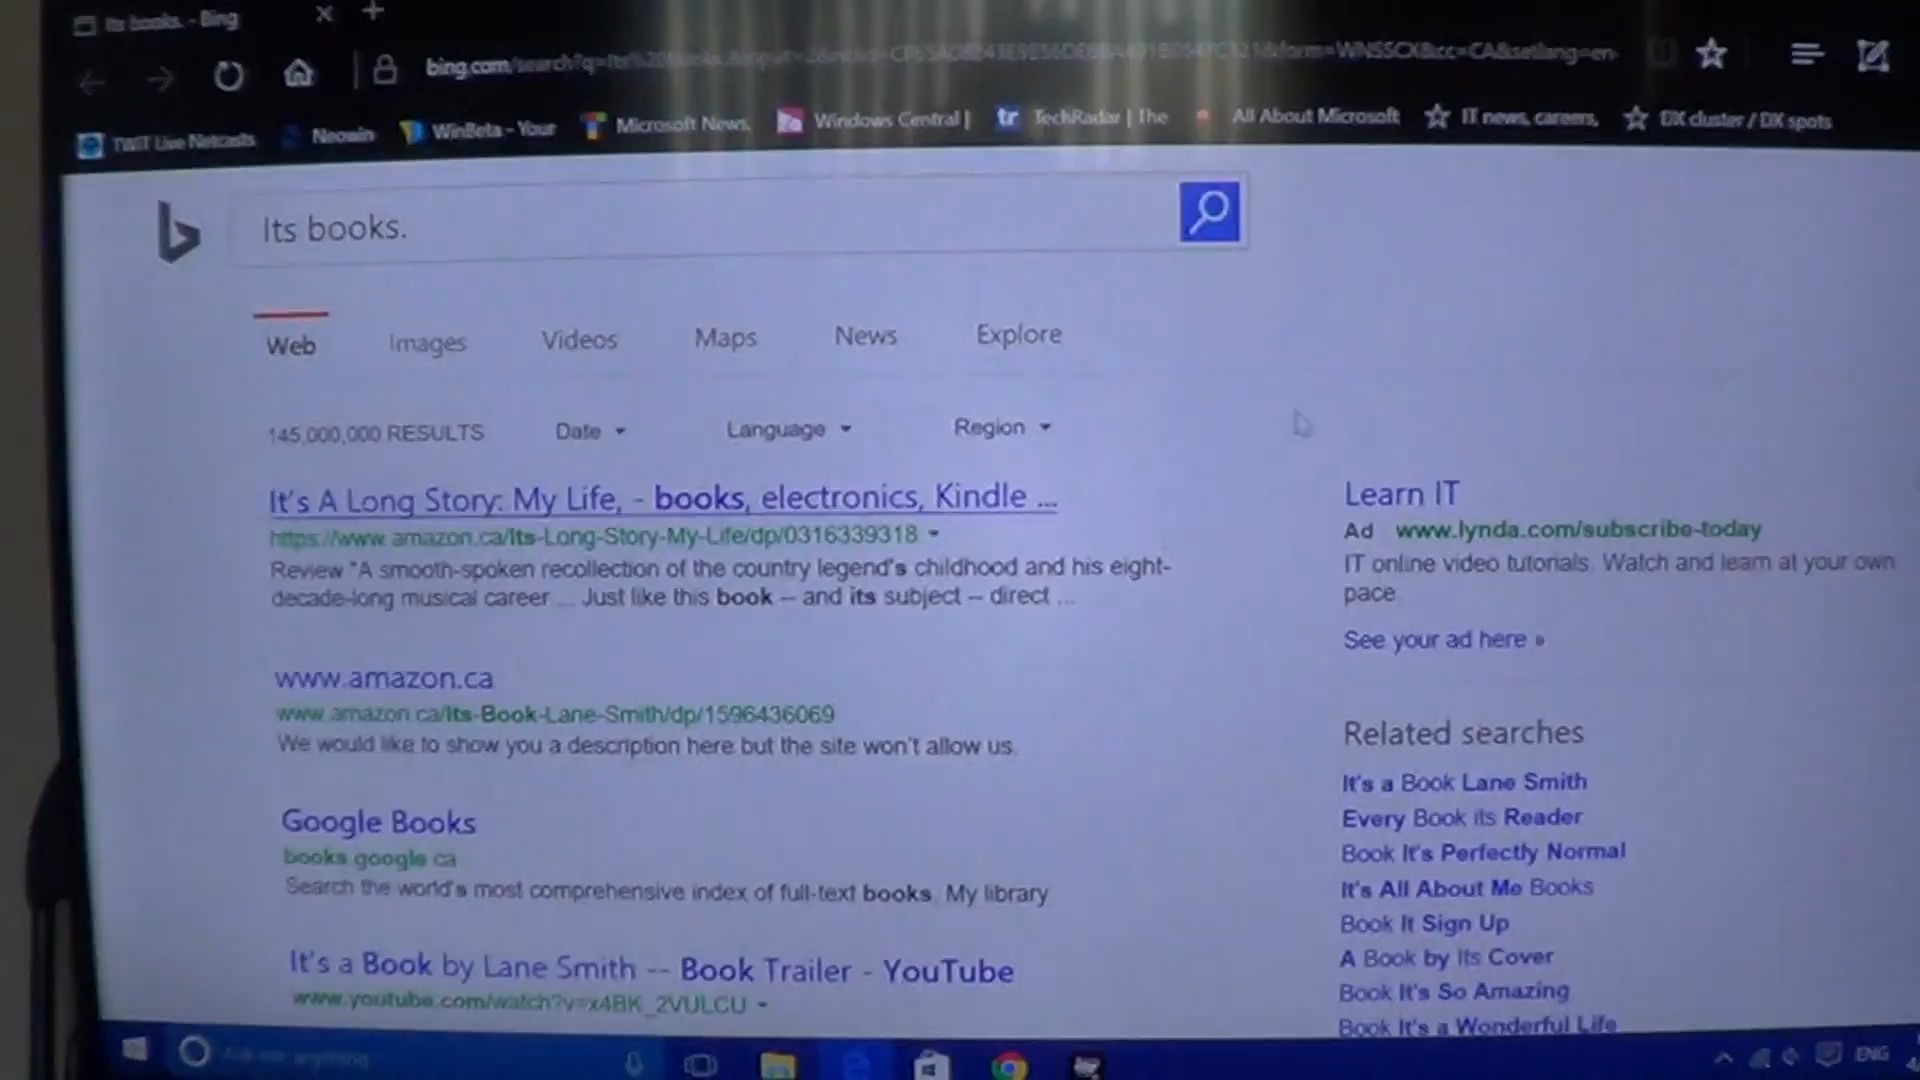 Its books. - Bing
bing.com/search?q=Its%20books.
TWiT Live Netcasts
Neowin
WinBeta - Your
Microsoft News,
Windows Central |
tr
TechRadar | The
All About Microsoft
IT news, careers,
DX cluster / DX spots
b
Its books.
Web
Images
Videos
Maps
News
Explore
145,000,000 RESULTS
Date
Language
Region
It's A Long Story: My Life, - books, electronics, Kindle ...
https://www.amazon.ca/Its-Long-Story-My-Life/dp/0316339318
Review "A smooth-spoken recollection of the country legend's childhood and his eight-
decade-long musical career ... Just like this book -- and its subject -- direct ...
www.amazon.ca
www.amazon.ca/Its-Book-Lane-Smith/dp/1596436069
We would like to show you a description here but the site won't allow us.
Google Books
books.google.ca
Search the world's most comprehensive index of full-text books. My library
It's a Book by Lane Smith -- Book Trailer - YouTube
www.youtube.com/watch?v=x4BK_2VULCU
Learn IT
Ad www.lynda.com/subscribe-today
IT online video tutorials. Watch and learn at your own
pace.
See your ad here »
Related searches
It's a Book Lane Smith
Every Book its Reader
Book It's Perfectly Normal
It's All About Me Books
Book It Sign Up
A Book by Its Cover
Book It's So Amazing
Book It's a Wonderful Life
Ask me anything
ENG